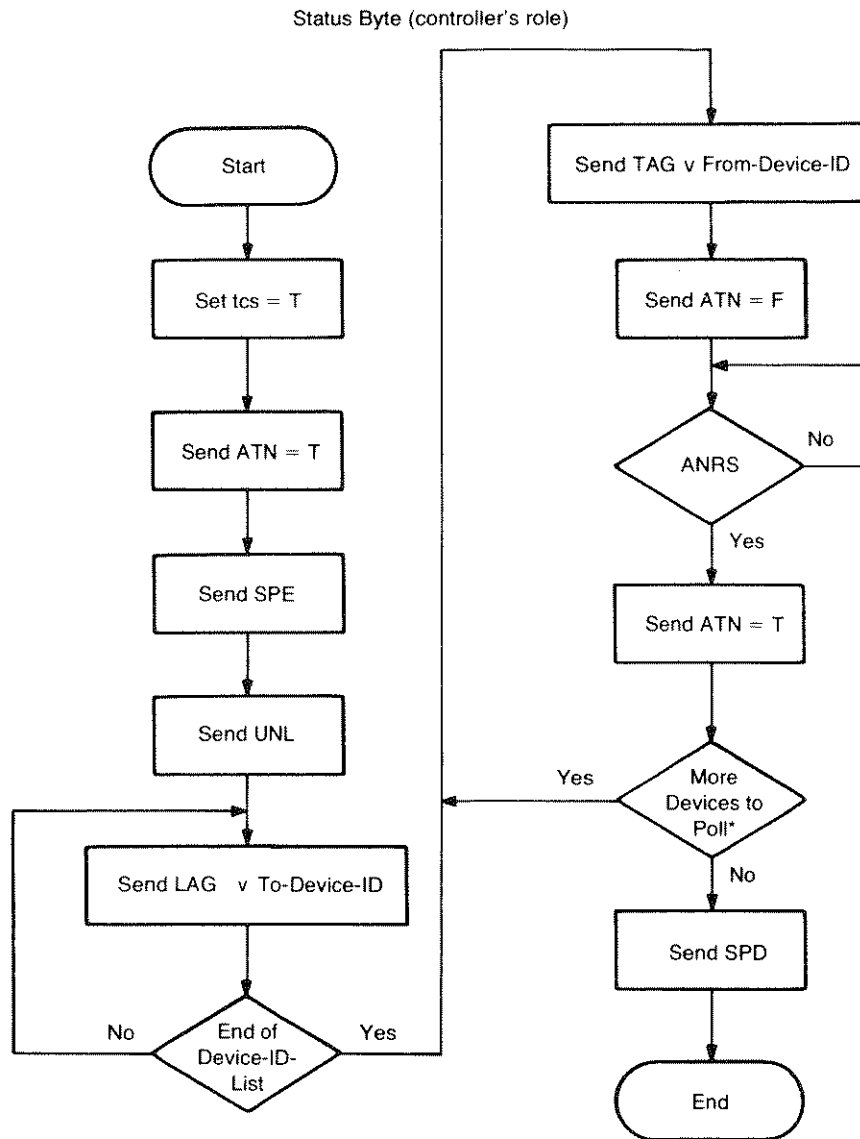 Status Byte (controller's role)
Start
Set tcs = T
Send ATN = T
Send SPE
Send UNL
Send LAG v To-Device-ID
End of
Device-ID-
List
No
Yes
Send TAG v From-Device-ID
Send ATN = F
ANRS
No
Yes
Send ATN = T
More
Devices to
Poll*
Yes
No
Send SPD
End